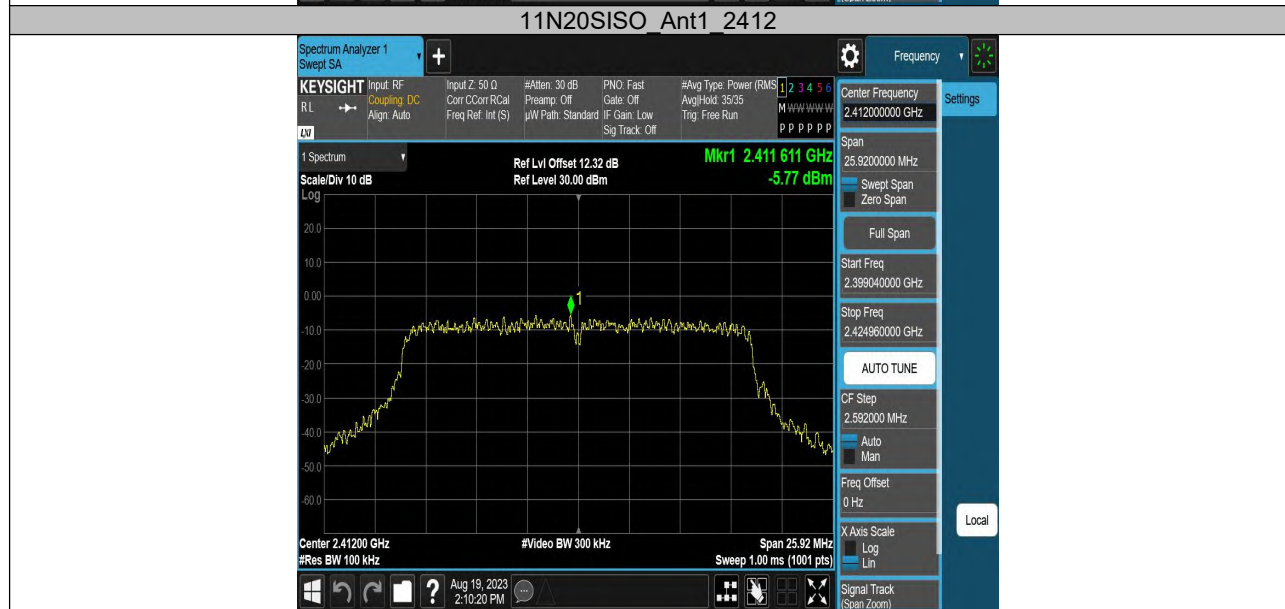 11N20SISO_Ant1_2412
Spectrum Analyzer 1
Swept SA
+
Frequency
KEYSIGHT
R L
LXI
Input: RF
Coupling: DC
Align: Auto
Input Z: 50 Ω
Corr CCorr RCal
Freq Ref: Int (S)
#Atten: 30 dB
Preamp: Off
µW Path: Standard
PNO: Fast
Gate: Off
IF Gain: Low
Sig Track: Off
#Avg Type: Power (RMS
Avg|Hold: 35/35
Trig: Free Run
1 2 3 4 5 6
M W W W W W
P P P P P P
Settings
1 Spectrum
Scale/Div 10 dB
Log
Ref Lvl Offset 12.32 dB
Ref Level 30.00 dBm
Mkr1 2.411 611 GHz
-5.77 dBm
20.0
10.0
0.00
-10.0
-20.0
-30.0
-40.0
-50.0
-60.0
1
Center 2.41200 GHz
#Res BW 100 kHz
#Video BW 300 kHz
Span 25.92 MHz
Sweep 1.00 ms (1001 pts)
Center Frequency
2.412000000 GHz
Span
25.9200000 MHz
Swept Span
Zero Span
Full Span
Start Freq
2.399040000 GHz
Stop Freq
2.424960000 GHz
AUTO TUNE
CF Step
2.592000 MHz
Auto
Man
Freq Offset
0 Hz
X Axis Scale
Log
Lin
Signal Track
(Span Zoom)
Local
?
Aug 19, 2023
2:10:20 PM